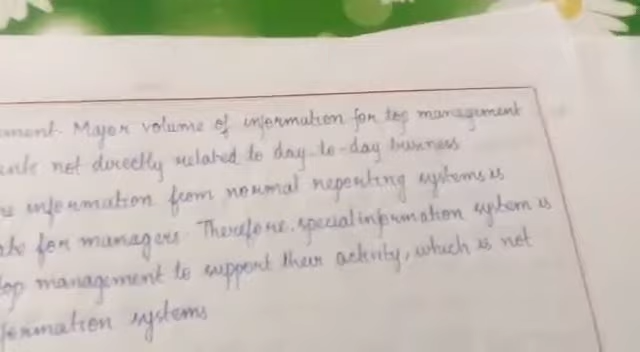 Major volume of information for top management
not directly related to day-to-day business
information from normal reporting systems is
for managers. Therefore, special information system is
top management to support their activity, which is not
formation systems